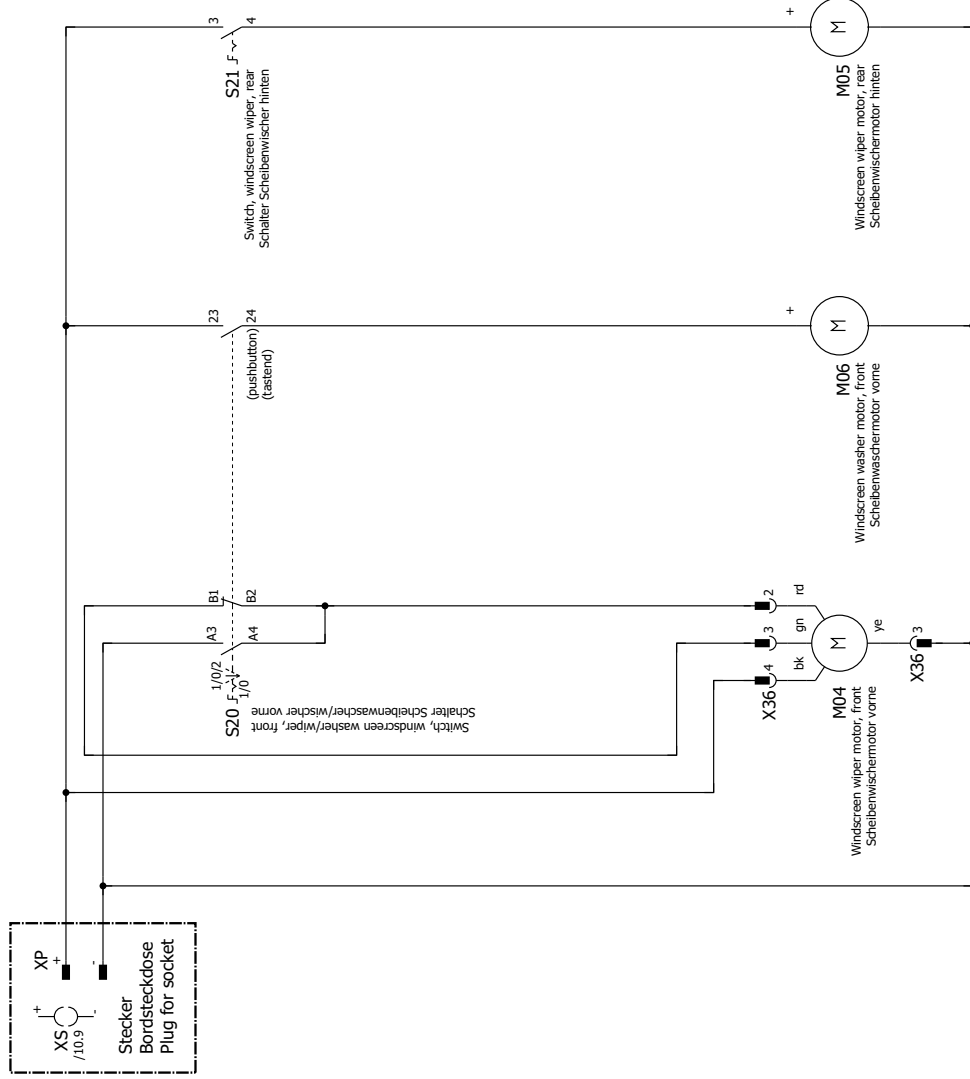 XS
/10.9
+
-
XP
+
-
Stecker
Bordsteckdose
Plug for socket
S20
1/0/2
1/0
Switch, windscreen washer/wiper, front
Schalter Scheibenwascher/wischer vorne
A3
A4
B1
B2
23
24
(pushbutton)
(tastend)
S21
3
4
Switch, windscreen wiper, rear
Schalter Scheibenwischer hinten
X36
4
3
2
bk
gn
rd
M
ye
X36
3
M04
Windscreen wiper motor, front
Scheibenwischermotor vorne
+
M
M06
Windscreen washer motor, front
Scheibenwaschermotor vorne
+
M
M05
Windscreen wiper motor, rear
Scheibenwischermotor hinten